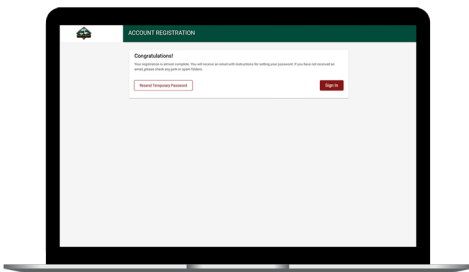 ACCOUNT REGISTRATION
Congratulations!
Your registration is almost complete. You will receive an email with instructions for setting your password. If you have not received an
email, please check any junk or spam folders.
Resend Temporary Password
Sign In